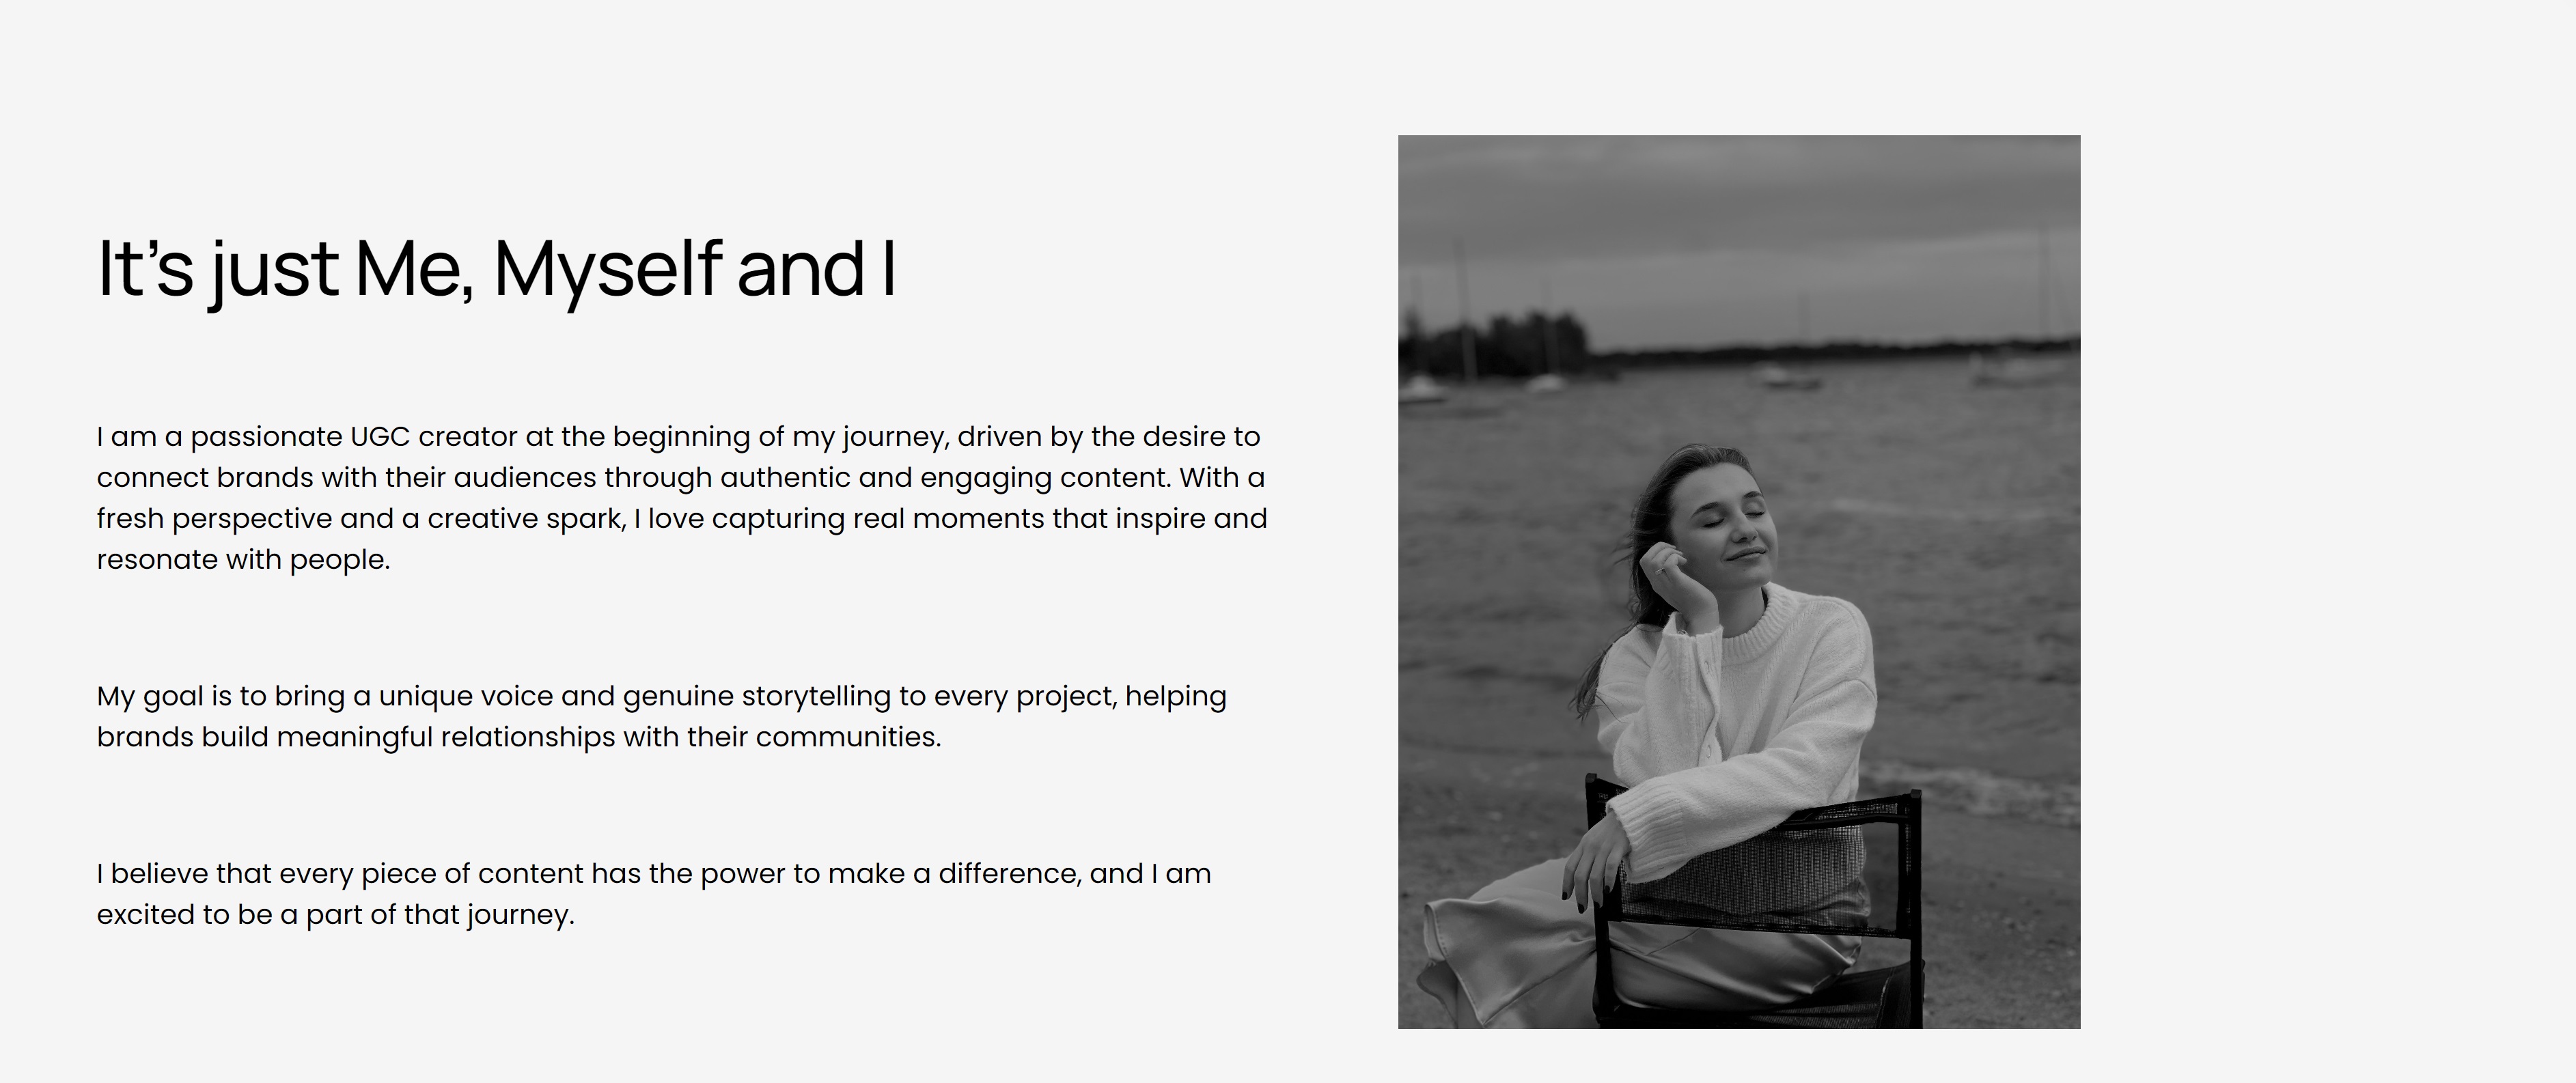 It’s just Me, Myself and I
I am a passionate UGC creator at the beginning of my journey, driven by the desire to
connect brands with their audiences through authentic and engaging content. With a
fresh perspective and a creative spark, I love capturing real moments that inspire and
resonate with people.
My goal is to bring a unique voice and genuine storytelling to every project, helping
brands build meaningful relationships with their communities.
I believe that every piece of content has the power to make a difference, and I am
excited to be a part of that journey.